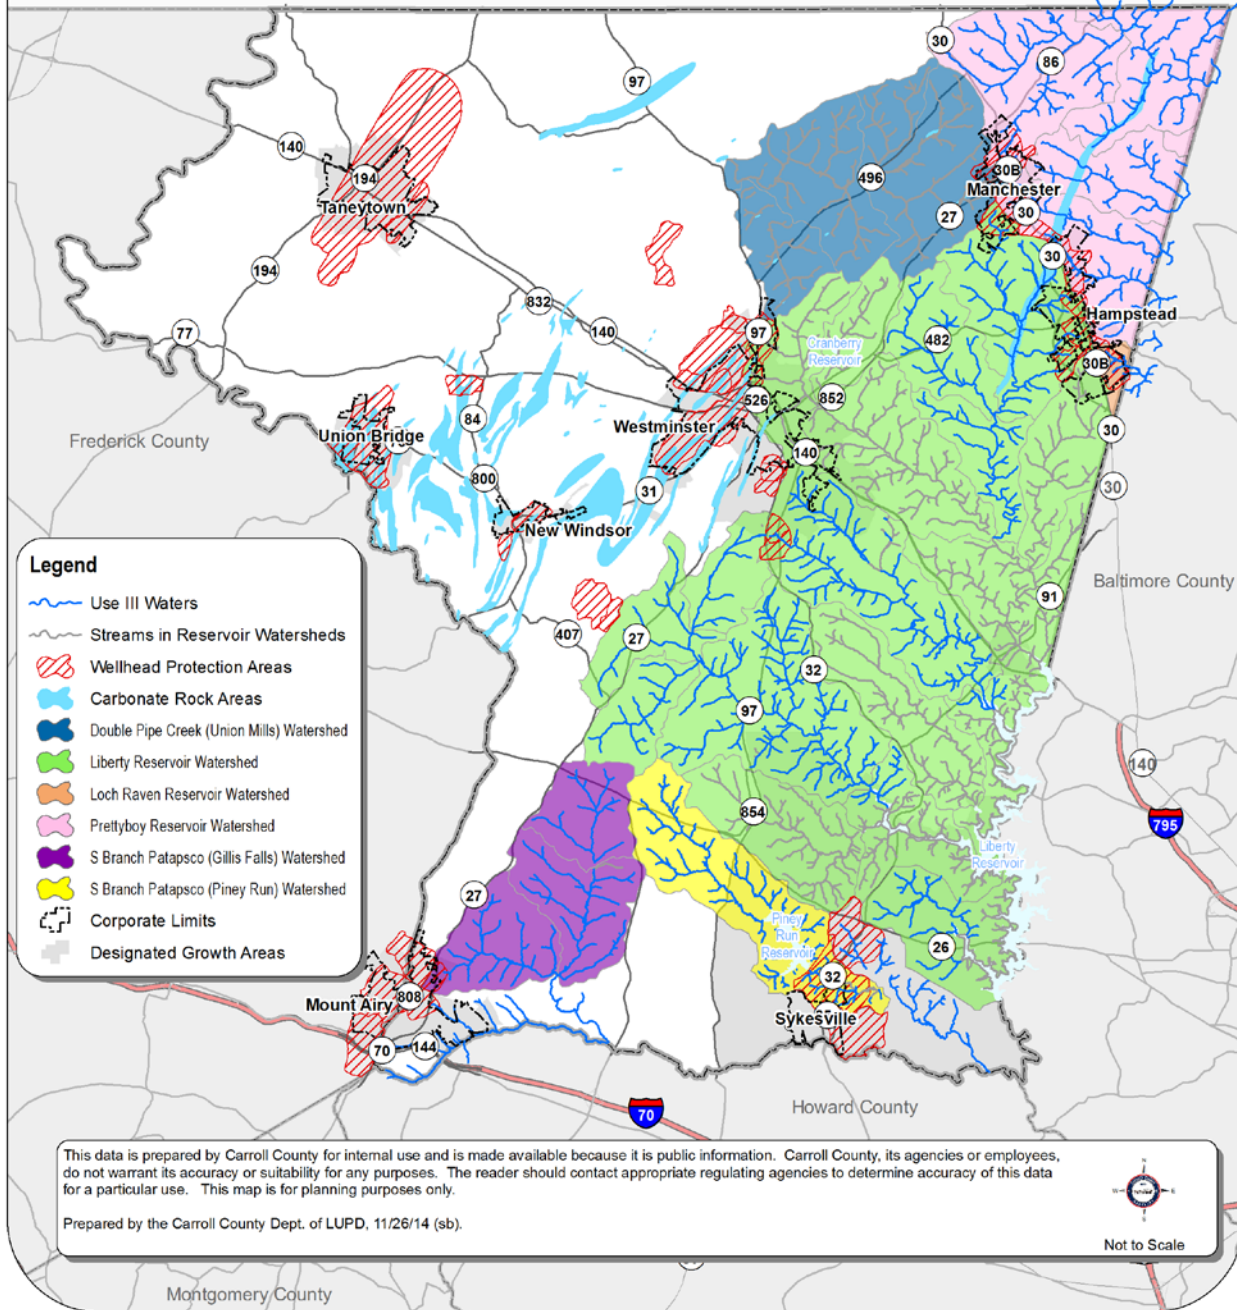 30
86
97
140
194
Taneytown
496
30B
Manchester
27
30
30
194
832
140
77
97
Hampstead
Cranberry
Reservoir
482
30B
526
852
84
Westminster
Union Bridge
Frederick County
30
140
800
31
30
New Windsor
Baltimore County
91
407
27
32
97
140
854
795
Liberty
Reservoir
27
Piney
Run
Reservoir
26
32
808
Mount Airy
Sykesville
70
144
70
Howard County
Legend
Use III Waters
Streams in Reservoir Watersheds
Wellhead Protection Areas
Carbonate Rock Areas
Double Pipe Creek (Union Mills) Watershed
Liberty Reservoir Watershed
Loch Raven Reservoir Watershed
Prettyboy Reservoir Watershed
S Branch Patapsco (Gillis Falls) Watershed
S Branch Patapsco (Piney Run) Watershed
Corporate Limits
Designated Growth Areas
This data is prepared by Carroll County for internal use and is made available because it is public information. Carroll County, its agencies or employees,
do not warrant its accuracy or suitability for any purposes. The reader should contact appropriate regulating agencies to determine accuracy of this data
for a particular use. This map is for planning purposes only.
Prepared by the Carroll County Dept. of LUPD, 11/26/14 (sb).
N
W
E
S
Not to Scale
Montgomery County